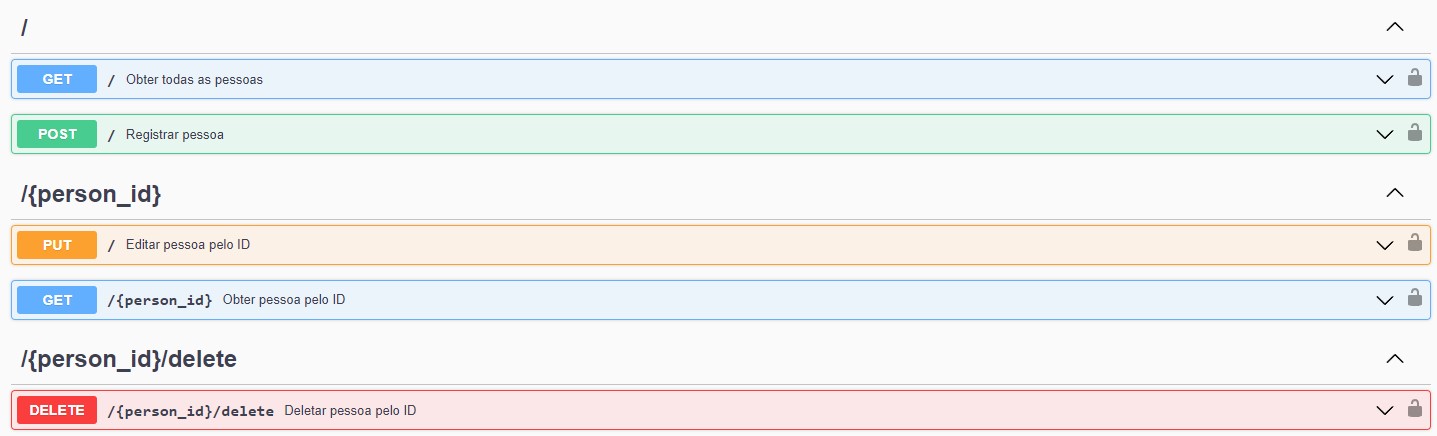 /
GET / Obter todas as pessoas
POST / Registrar pessoa
/{person_id}
PUT / Editar pessoa pelo ID
GET /{person_id} Obter pessoa pelo ID
/{person_id}/delete
DELETE /{person_id}/delete Deletar pessoa pelo ID